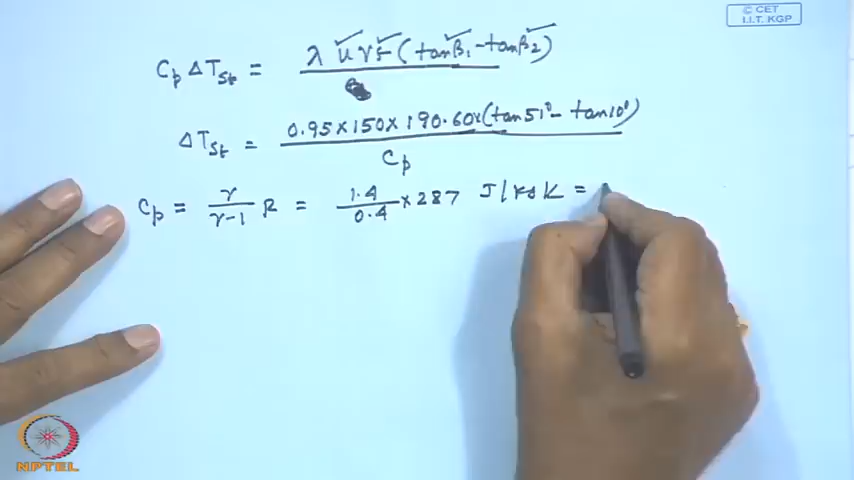 © CET
I.I.T. KGP
Cp ΔTst = λ u Vf (tanβ1 - tanβ2)
ΔTst = 0.95×150×190.60×(tan51° - tan10°) / Cp
Cp = γ/(γ-1) R = 1.4/0.4 ×287 J/kg K =
NPTEL